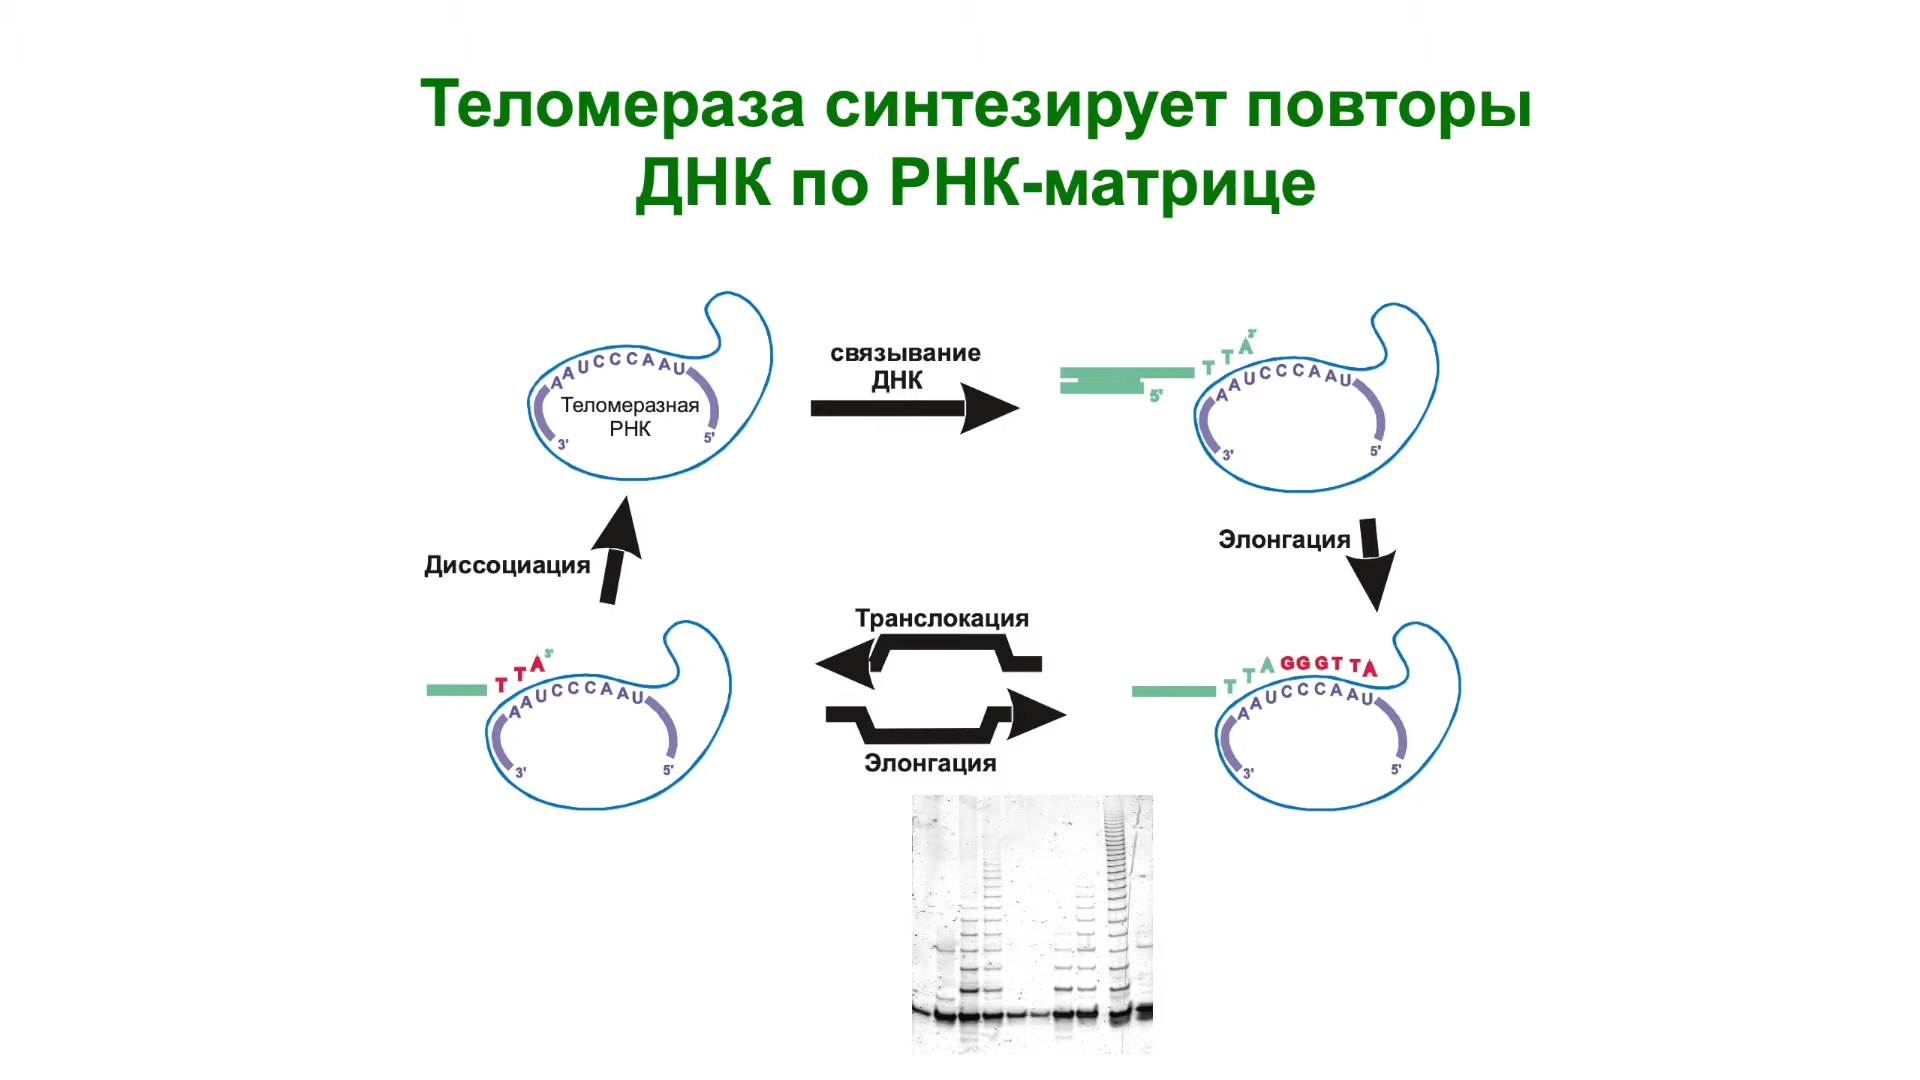 Теломераза синтезирует повторы
ДНК по РНК-матрице
AAUCCCAAU
Теломеразная
РНК
3'
5'
связывание
ДНК
TTA
3'
5'
AAUCCCAAU
3'
5'
Диссоциация
Элонгация
Транслокация
Элонгация
TTA
3'
AAUCCCAAU
3'
5'
TTAGGGTTA
AAUCCCAAU
3'
5'